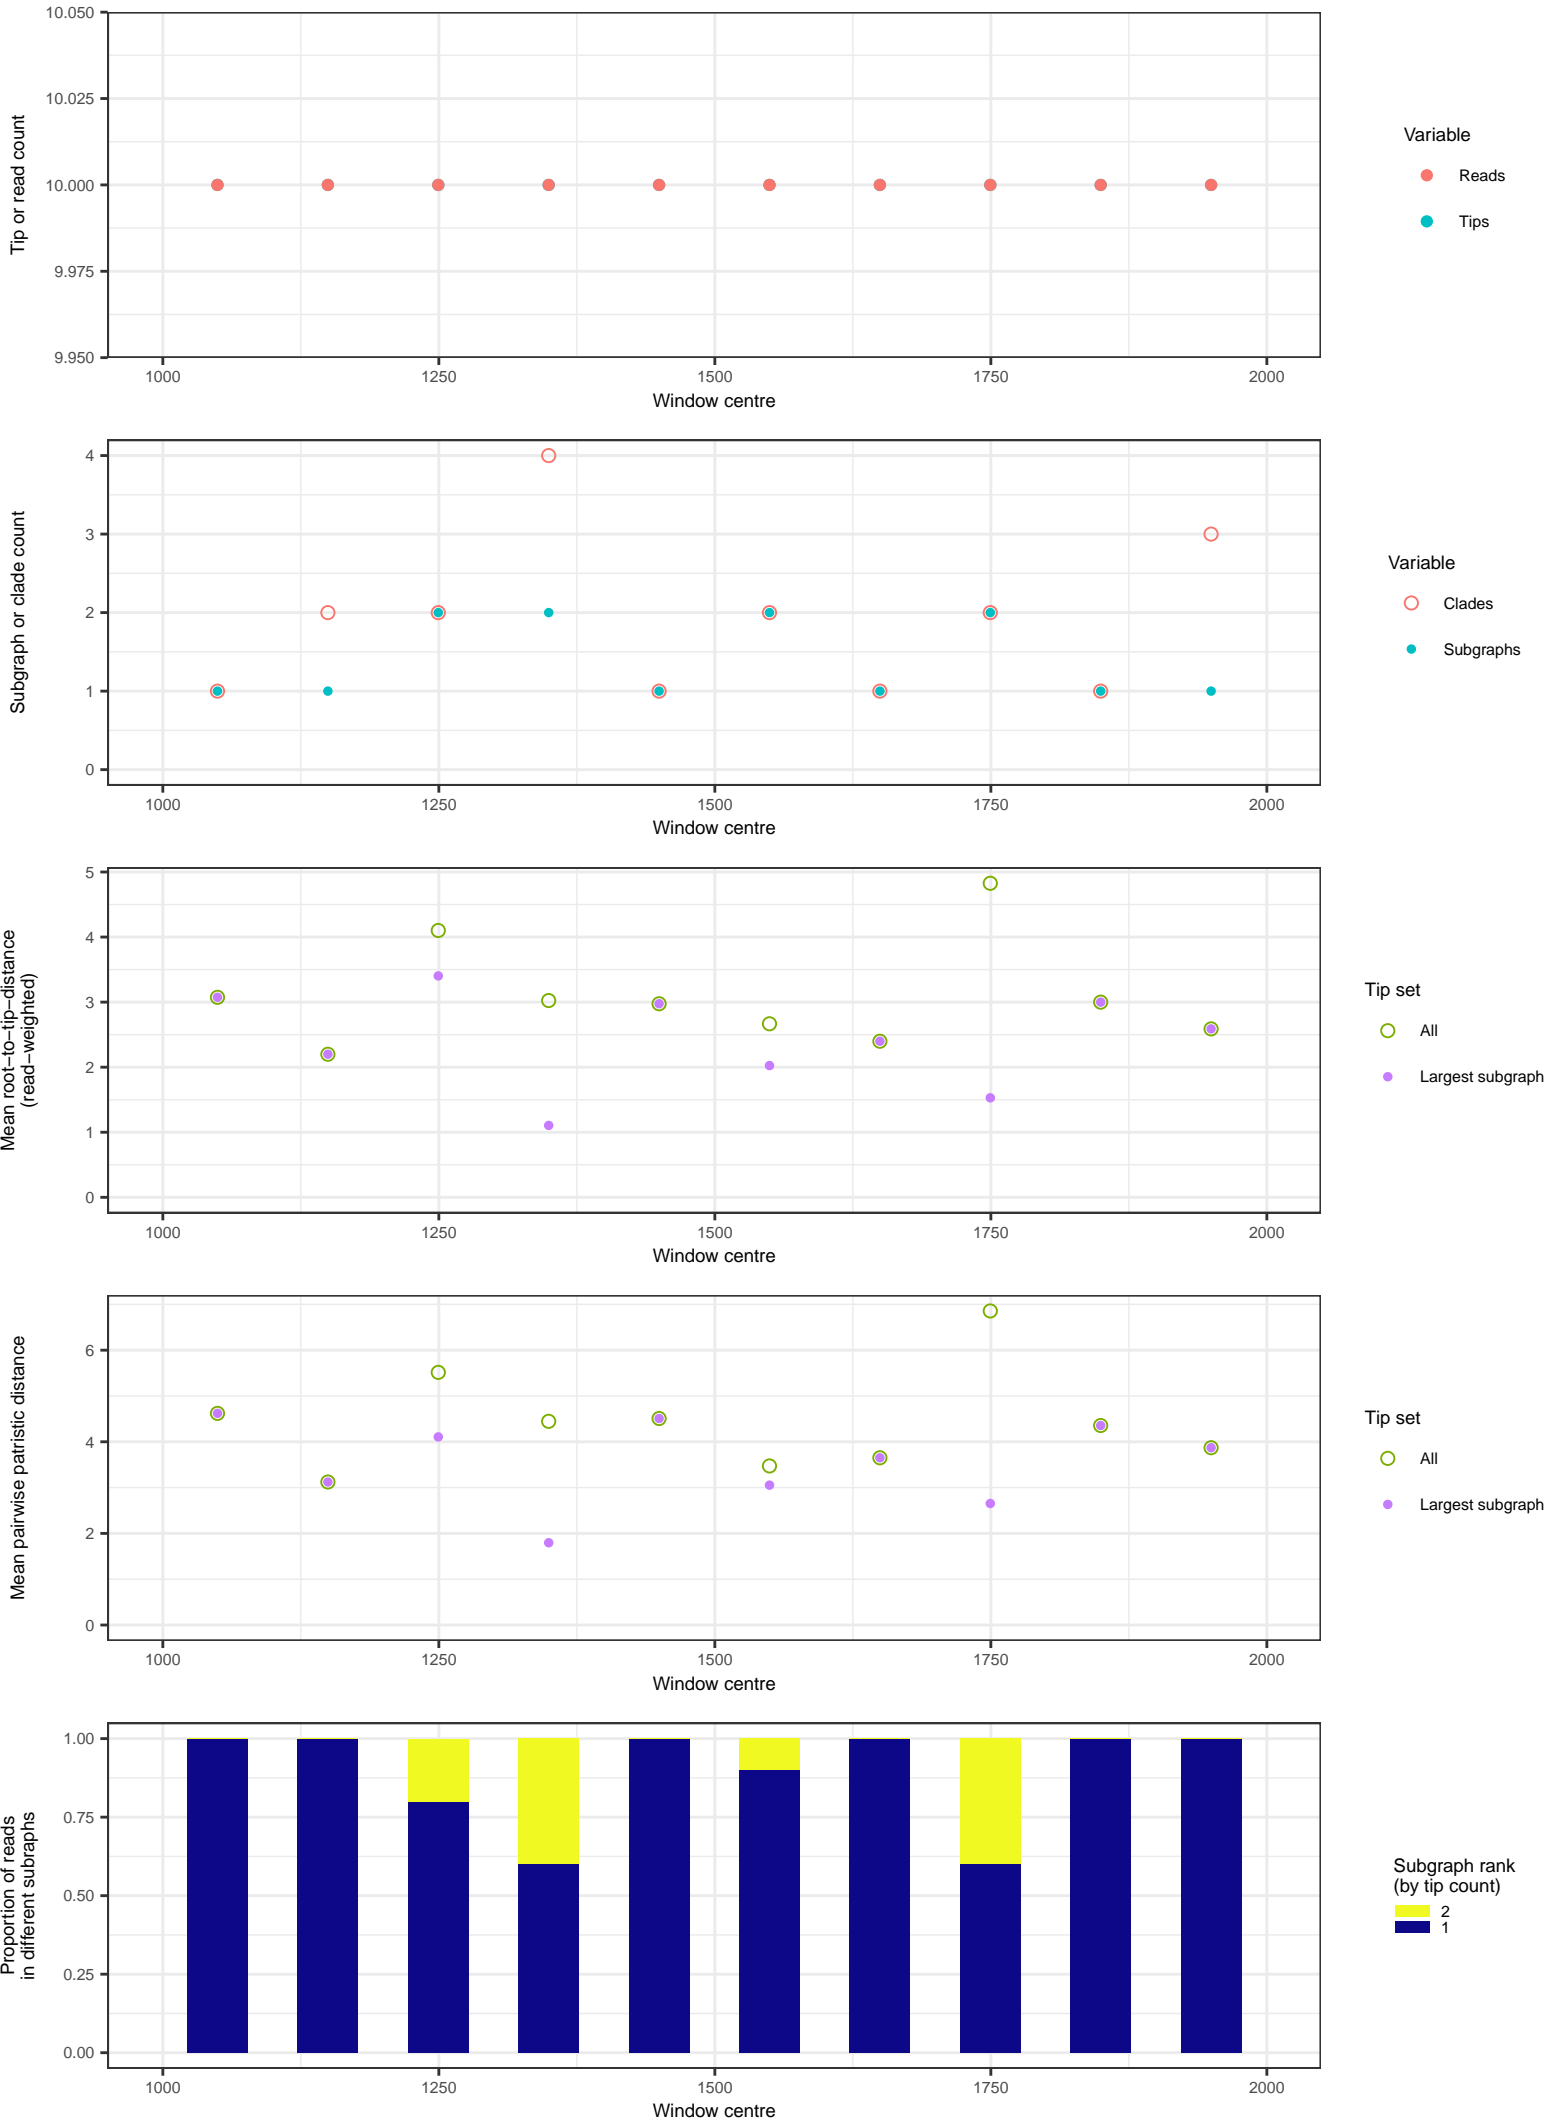 10.050
10.025
10.000
9.975
9.950
Tip or read count
1000 1250 1500 1750 2000
Window centre
Variable
Reads
Tips
4
3
2
1
0
Subgraph or clade count
1000 1250 1500 1750 2000
Window centre
Variable
Clades
Subgraphs
5
4
3
2
1
0
Mean root-to-tip-distance
(read-weighted)
1000 1250 1500 1750 2000
Window centre
Tip set
All
Largest subgraph
6
4
2
0
Mean pairwise patristic distance
1000 1250 1500 1750 2000
Window centre
Tip set
All
Largest subgraph
1.00
0.75
0.50
0.25
0.00
Proportion of reads
in different subraphs
1000 1250 1500 1750 2000
Window centre
Subgraph rank
(by tip count)
2
1